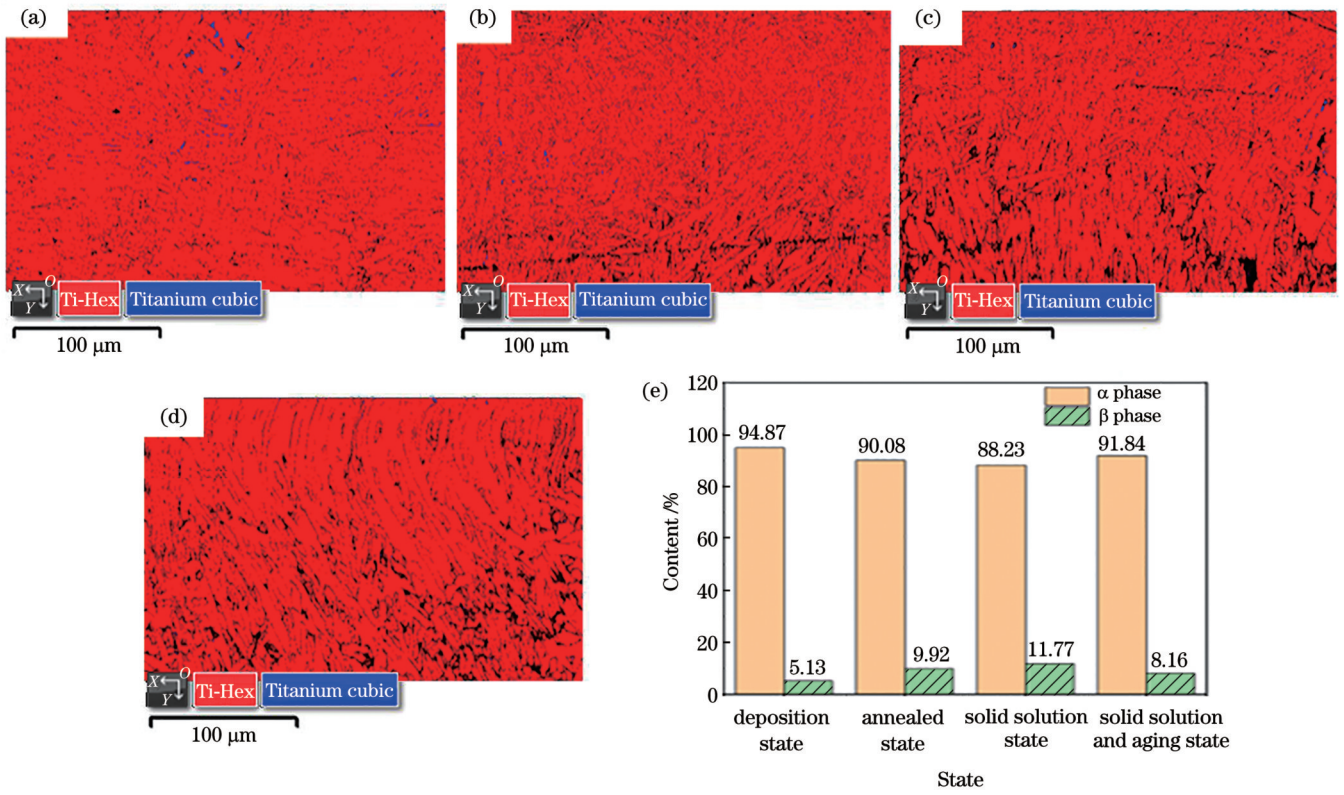 (a)
X O
Y
Ti-Hex
Titanium cubic
100 μm
(b)
X O
Y
Ti-Hex
Titanium cubic
100 μm
(c)
X O
Y
Ti-Hex
Titanium cubic
100 μm
(d)
X O
Y
Ti-Hex
Titanium cubic
100 μm
(e)
α phase
β phase
Content /%
120
100
80
60
40
20
0
94.87
5.13
90.08
9.92
88.23
11.77
91.84
8.16
deposition
state
annealed
state
solid solution
state
solid solution
and aging state
State